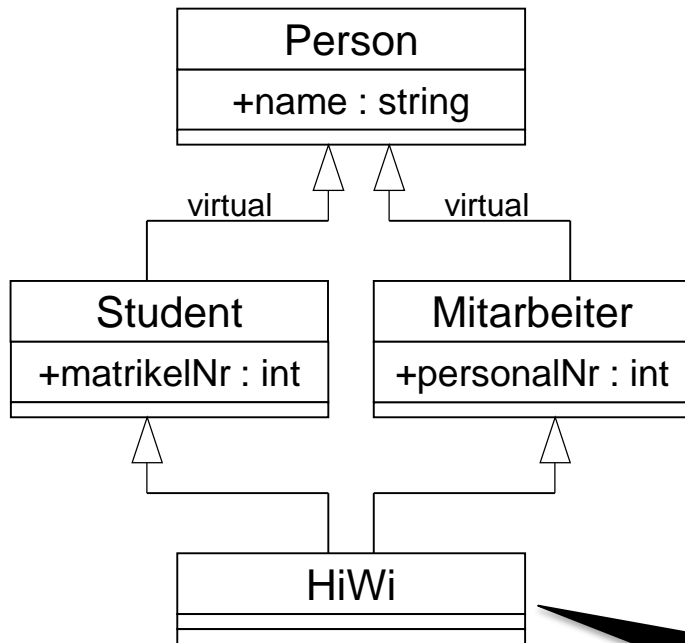 Person
+name : string
virtual virtual
Student Mitarbeiter
+matrikelNr : int +personalNr : int
HiWi